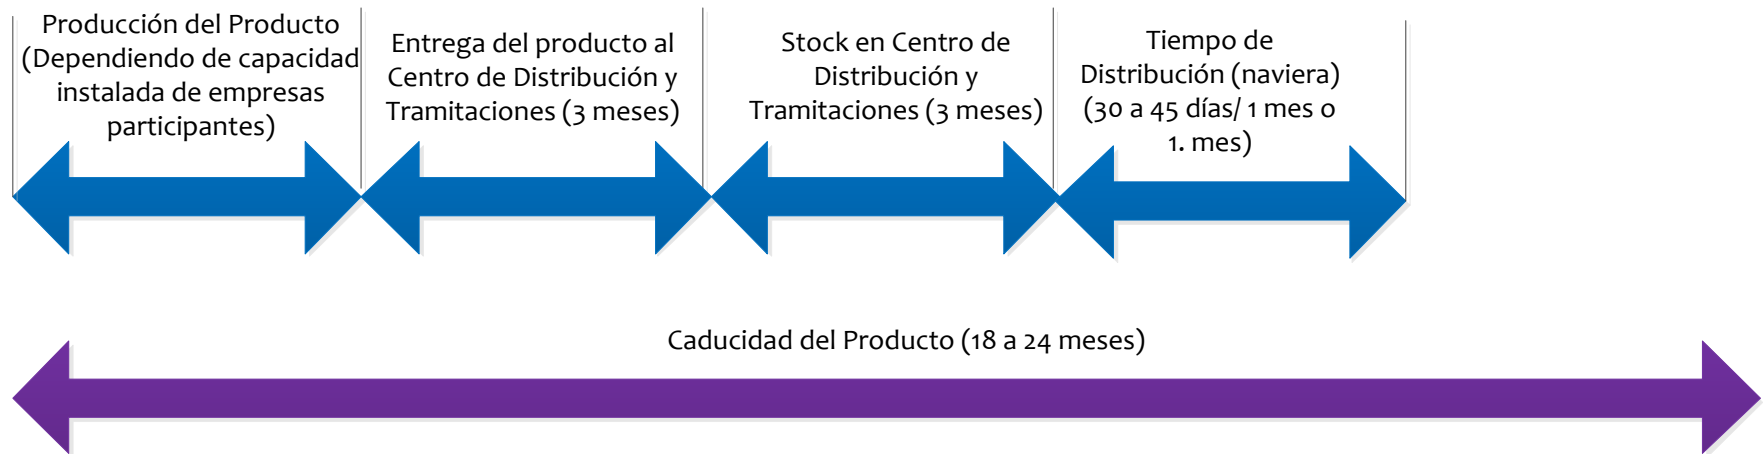 Producción del Producto
(Dependiendo de capacidad
instalada de empresas
participantes)
Entrega del producto al
Centro de Distribución y
Tramitaciones (3 meses)
Stock en Centro de
Distribución y
Tramitaciones (3 meses)
Tiempo de
Distribución (naviera)
(30 a 45 días/ 1 mes o
1. mes)
Caducidad del Producto (18 a 24 meses)